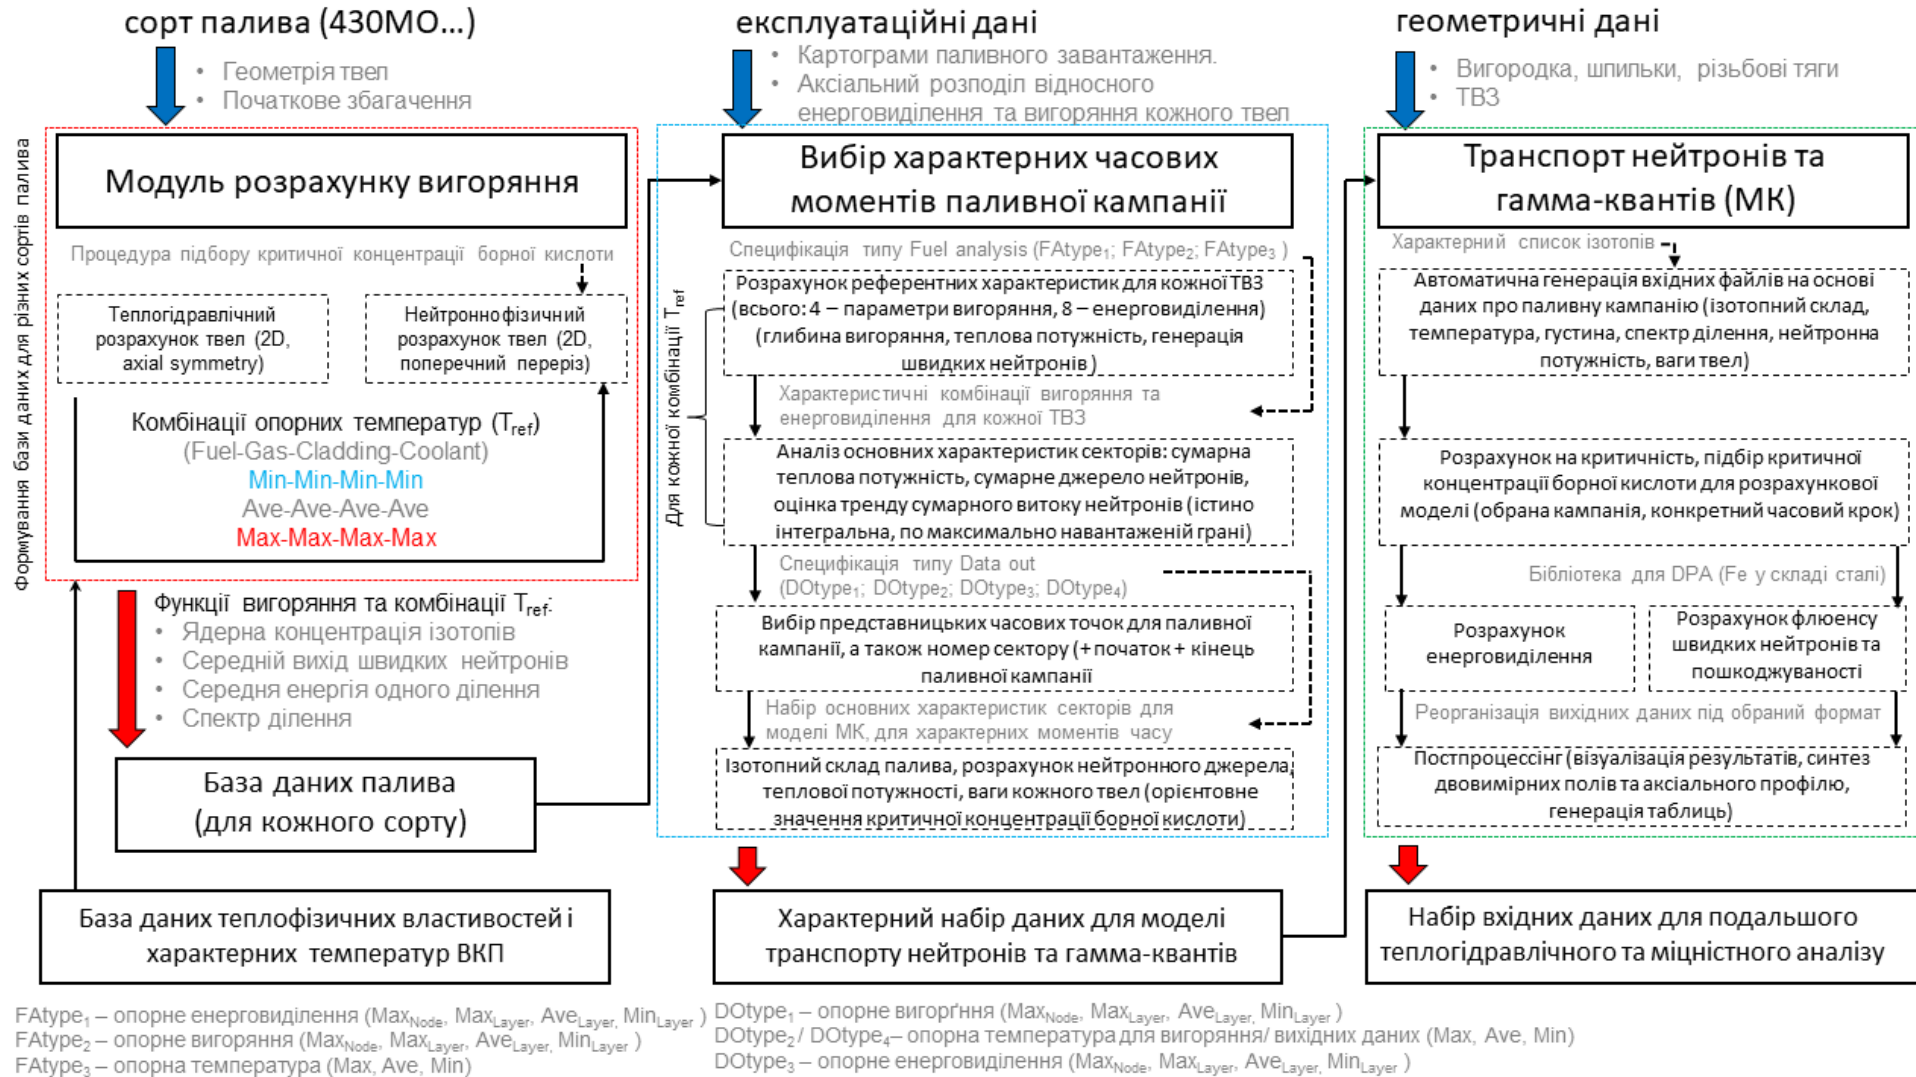 сорт палива (430МО...)
• Геометрія твел
• Початкове збагачення
Формування бази даних для різних сортів палива
Модуль розрахунку вигоряння
Процедура підбору критичної концентрації борної кислоти
Теплогідравлічний
розрахунок твел (2D,
axial symmetry)
Нейтроннофізичний
розрахунок твел (2D,
поперечний переріз)
Комбінації опорних температур (Tref)
(Fuel-Gas-Cladding-Coolant)
Min-Min-Min-Min
Ave-Ave-Ave-Ave
Max-Max-Max-Max
Функції вигоряння та комбінації Tref:
• Ядерна концентрація ізотопів
• Середній вихід швидких нейтронів
• Середня енергія одного ділення
• Спектр ділення
База даних палива
(для кожного сорту)
База даних теплофізичних властивостей і
характерних температур ВКП
експлуатаційні дані
• Картограми паливного завантаження.
• Аксіальний розподіл відносного
енерговиділення та вигоряння кожного твел
Вибір характерних часових
моментів паливної кампанії
Специфікація типу Fuel analysis (FAtype1; FAtype2; FAtype3 )
Для кожної комбінації Tref
Розрахунок референтних характеристик для кожної ТВЗ
(всього: 4 – параметри вигоряння, 8 – енерговиділення)
(глибина вигоряння, теплова потужність, генерація
швидких нейтронів )
Характеристичні комбінації вигоряння та
енерговиділення для кожної ТВЗ
Аналіз основних характеристик секторів: сумарна
теплова потужність, сумарне джерело нейтронів,
оцінка тренду сумарного витоку нейтронів (істино
інтегральна, по максимально навантаженій грані)
Специфікація типу Data out
(DOtype1; DOtype2; DOtype3; DOtype4)
Вибір представницьких часових точок для паливної
кампанії, а також номер сектору (+ початок + кінець
паливної кампанії
Набір основних характеристик секторів для
моделі МК, для характерних моментів часу
Ізотопний склад палива, розрахунок нейтронного джерела,
теплової потужності, ваги кожного твел (орієнтовне
значення критичної концентрації борної кислоти)
Характерний набір даних для моделі
транспорту нейтронів та гамма-квантів
геометричні дані
• Вигородка, шпильки, різьбові тяги
• ТВЗ
Транспорт нейтронів та
гамма-квантів (МК)
Характерний список ізотопів
Автоматична генерація вхідних файлів на основі
даних про паливну кампанію (ізотопний склад,
температура, густина, спектр ділення, нейтронна
потужність, ваги твел)
Розрахунок на критичність, підбір критичної
концентрації борної кислоти для розрахункової
моделі (обрана кампанія, конкретний часовий крок)
Бібліотека для DPA (Fe у складі сталі)
Розрахунок
енерговиділення
Розрахунок флюенсу
швидких нейтронів та
пошкоджуваності
Реорганізація вихідних даних під обраний формат
Постпроцессінг (візуалізація результатів, синтез
двовимірних полів та аксіального профілю,
генерація таблиць)
Набір вхідних даних для подальшого
теплогідравлічного та міцністного аналізу
FAtype1 – опорне енерговиділення (MaxNode, MaxLayer, AveLayer, MinLayer )
FAtype2 – опорне вигоряння (MaxNode, MaxLayer, AveLayer, MinLayer )
FAtype3 – опорна температура (Max, Ave, Min)
DOtype1 – опорне вигорґння (MaxNode, MaxLayer, AveLayer, MinLayer )
DOtype2 / DOtype4– опорна температура для вигоряння/ вихідних даних (Max, Ave, Min)
DOtype3 – опорне енерговиділення (MaxNode, MaxLayer, AveLayer, MinLayer )